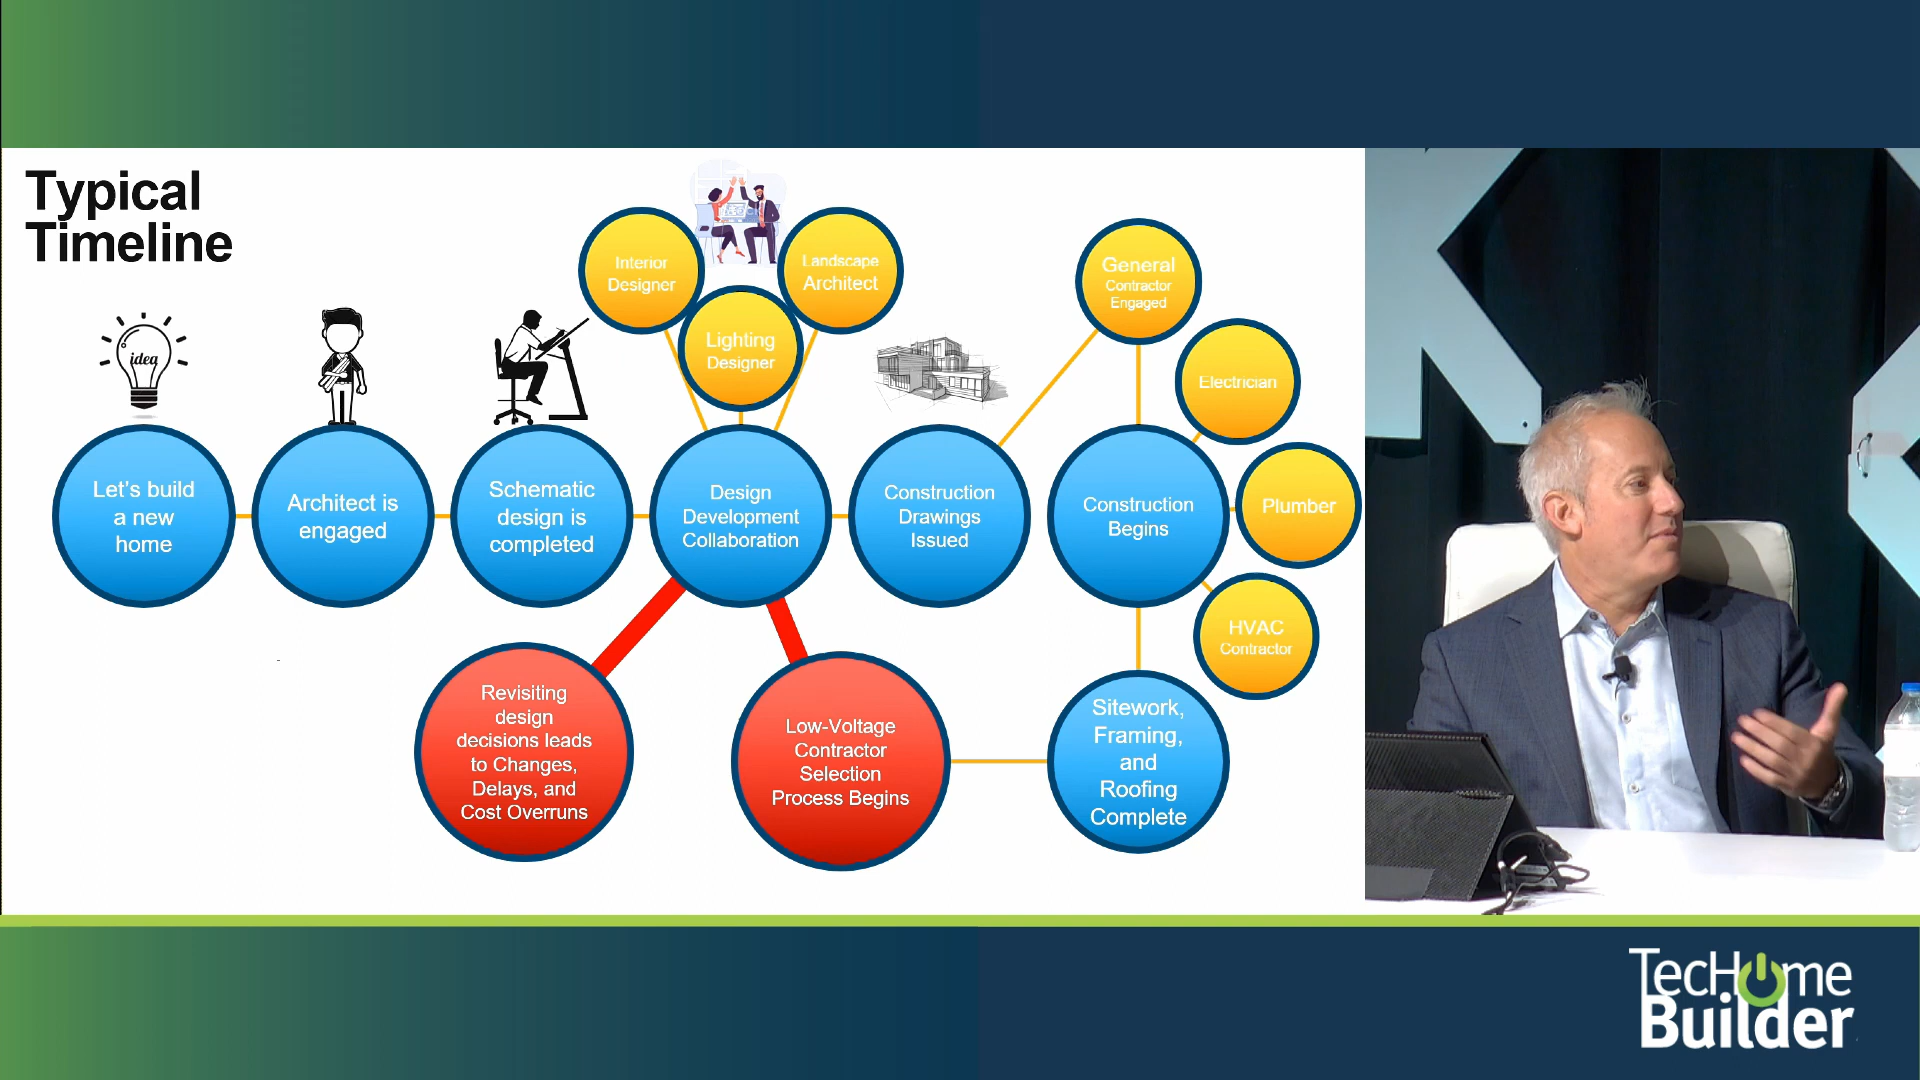 Typical
Timeline
idea
Interior
Designer
Lighting
Designer
Landscape
Architect
General
Contractor
Engaged
Electrician
Plumber
HVAC
Contractor
Let's build
a new
home
Architect is
engaged
Schematic
design is
completed
Design
Development
Collaboration
Construction
Drawings
Issued
Construction
Begins
Revisiting
design
decisions leads
to Changes,
Delays, and
Cost Overruns
Low-Voltage
Contractor
Selection
Process Begins
Sitework,
Framing,
and
Roofing
Complete
TecHome
Builder